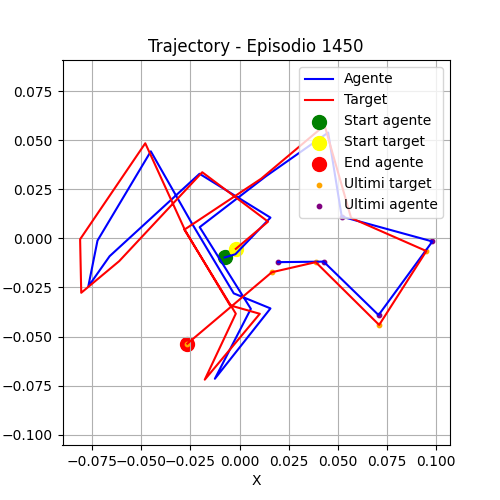 Trajectory - Episodio 1450
Agente
Target
Start agente
Start target
End agente
Ultimi target
Ultimi agente
0.075
0.050
0.025
0.000
−0.025
−0.050
−0.075
−0.100
−0.075 −0.050 −0.025 0.000 0.025 0.050 0.075 0.100
X